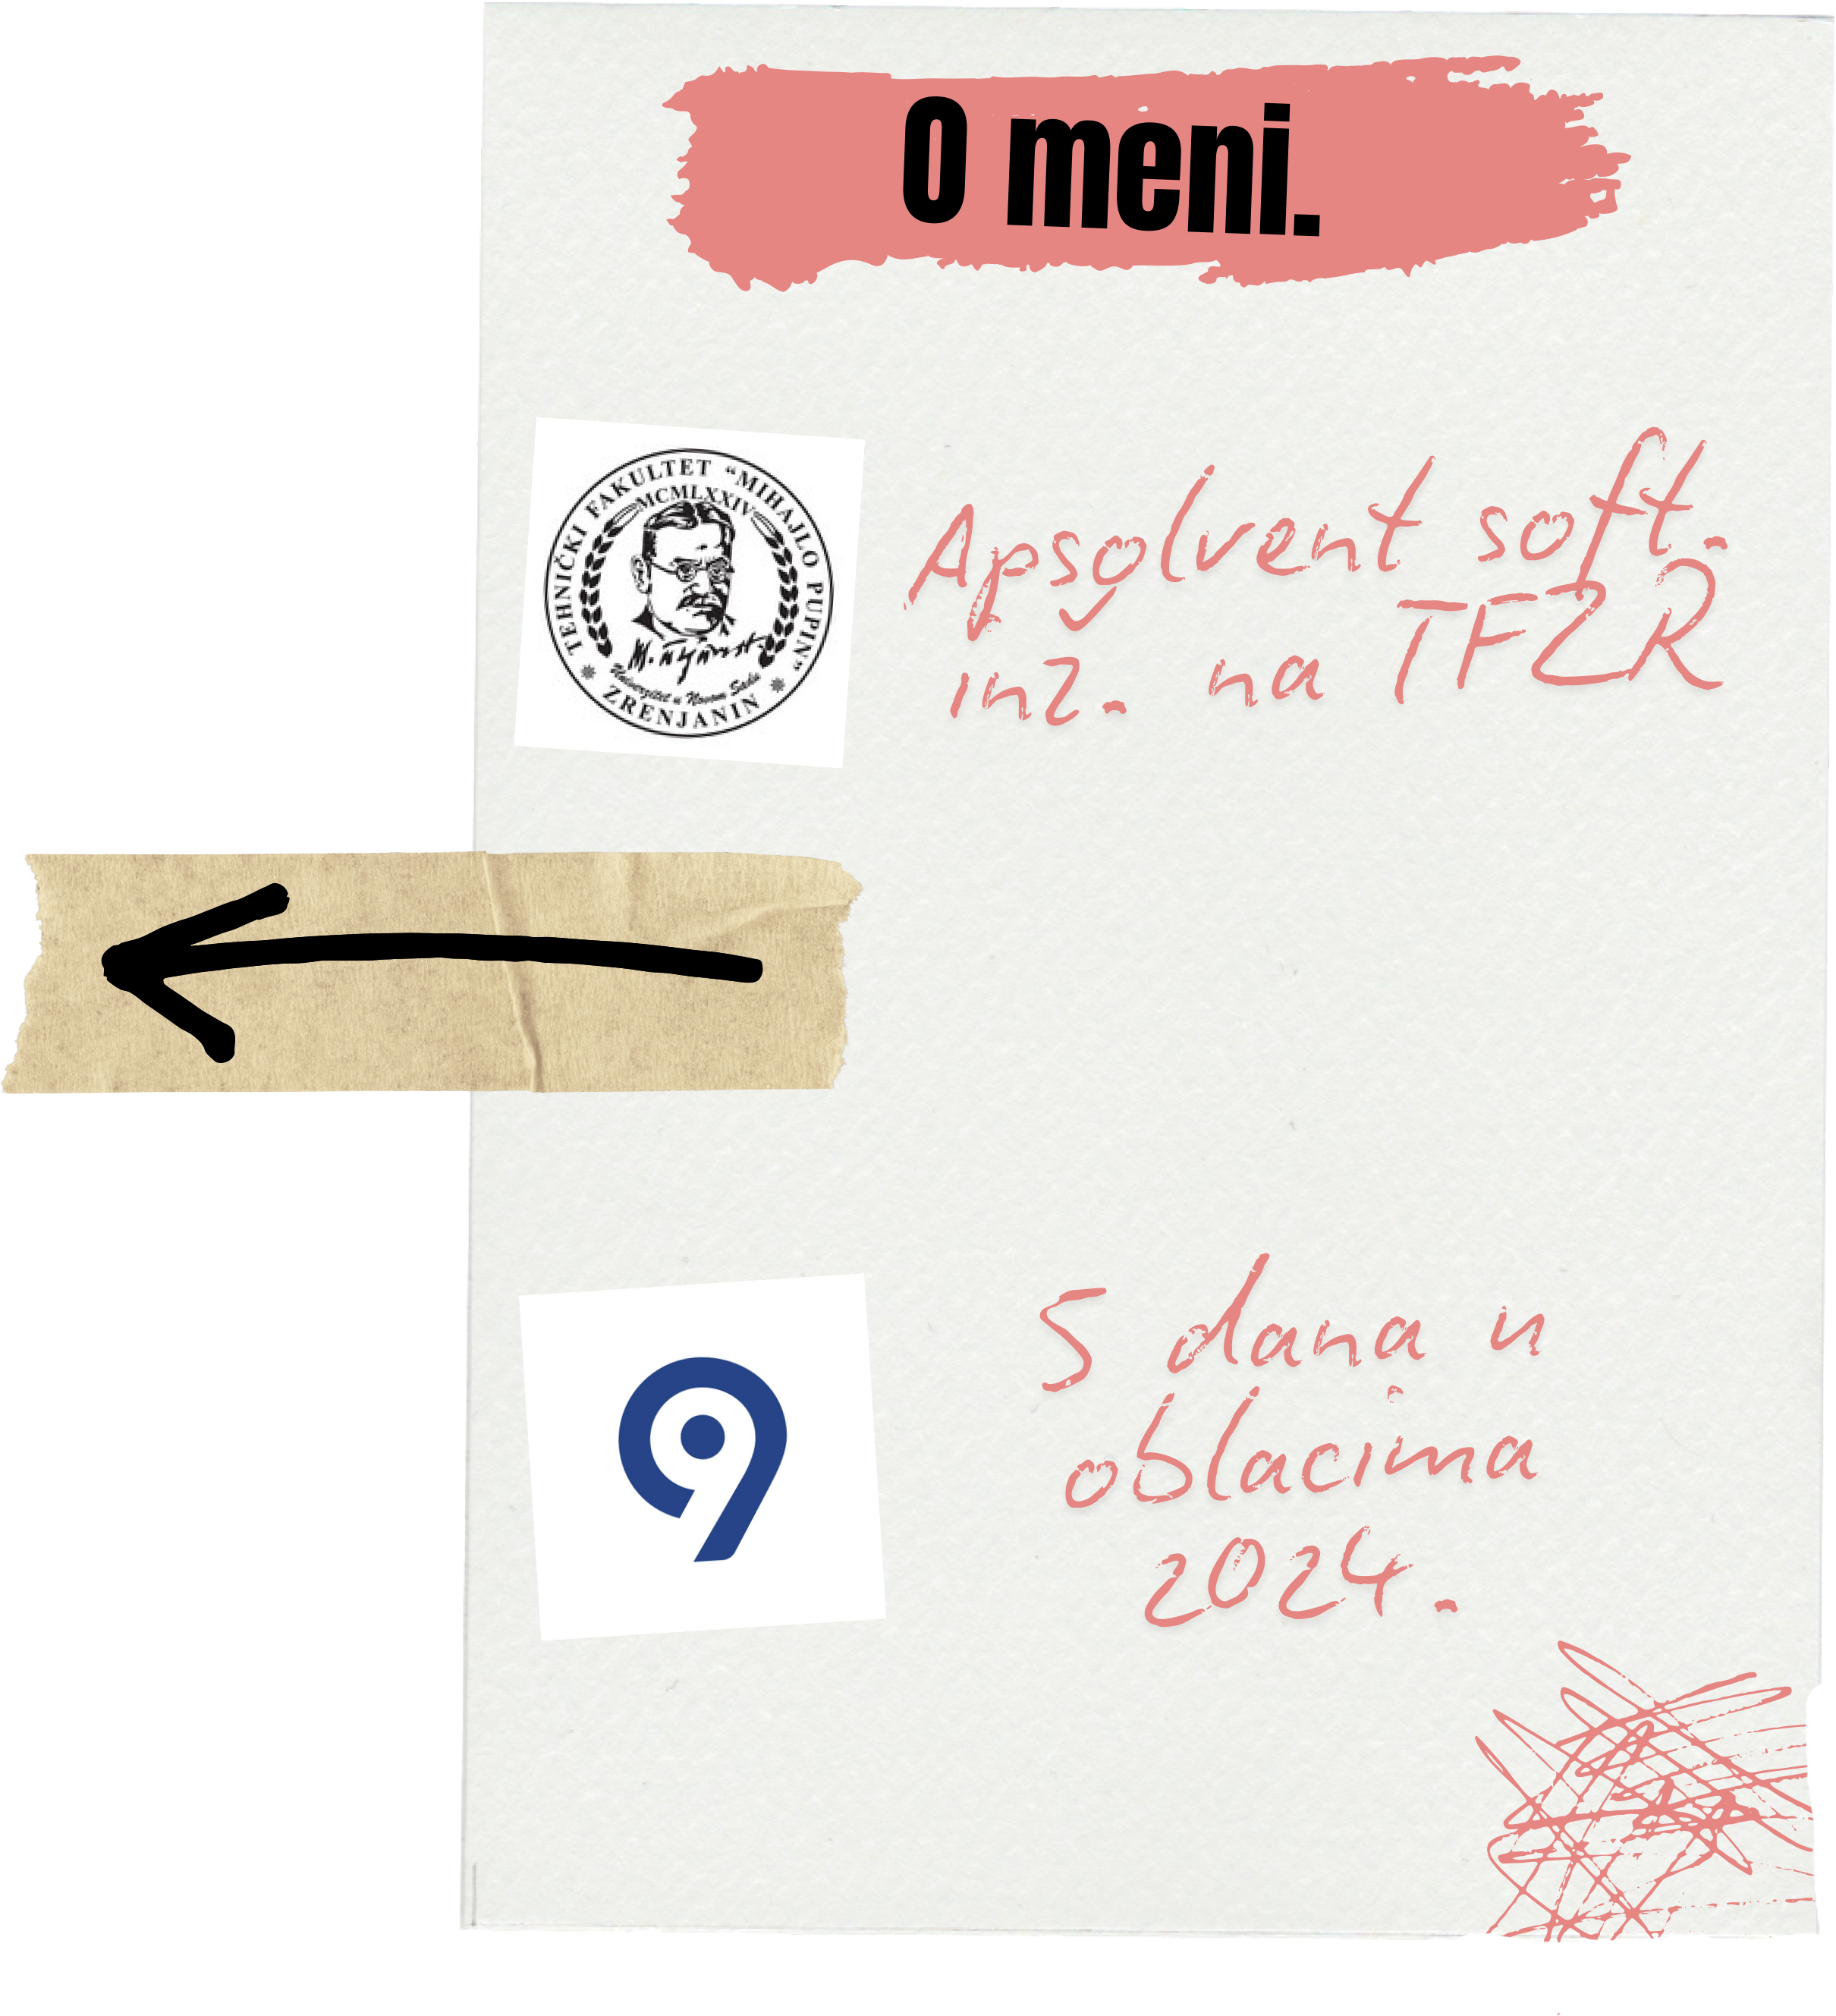 O meni.
TEHNIČKI FAKULTET “MIHAJLO PUPIN”
MCMLXXIV
Univerzitet u Novom Sadu
ZRENJANIN
Apsolvent soft.
inž. na TFZR
5 dana u
oblacima
2024.